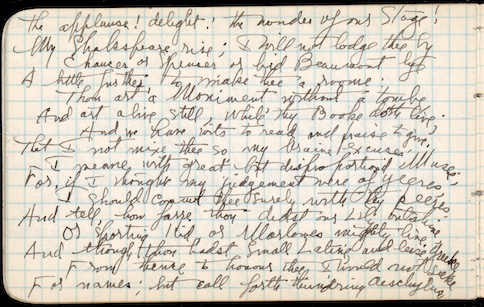 The applause! delight! the wonder of our Stage!
My Shakespeare rise; I will not lodge thee by
Chaucer or Spenser or bid Beaumont lye
A little further to make thee a roome:
Thou art a Moniment without a tombe
And art alive still while thy Booke doth live,
And we have wits to read and praise to give,
That I not mixe thee so my braine excuses;
I meane with great but disproportioned Muses;
For, if I thought my judgement were of yeeres,
I should commit thee surely with thy peeres,
And tell how farre thou didst our Lily outshine
Or sporting Kid or Marlowes mighty line
And though thou hadst small Latine and lesse Greeke
From thence to honour thee I would not seeke
For names; but call forth thundering Aeschylus,